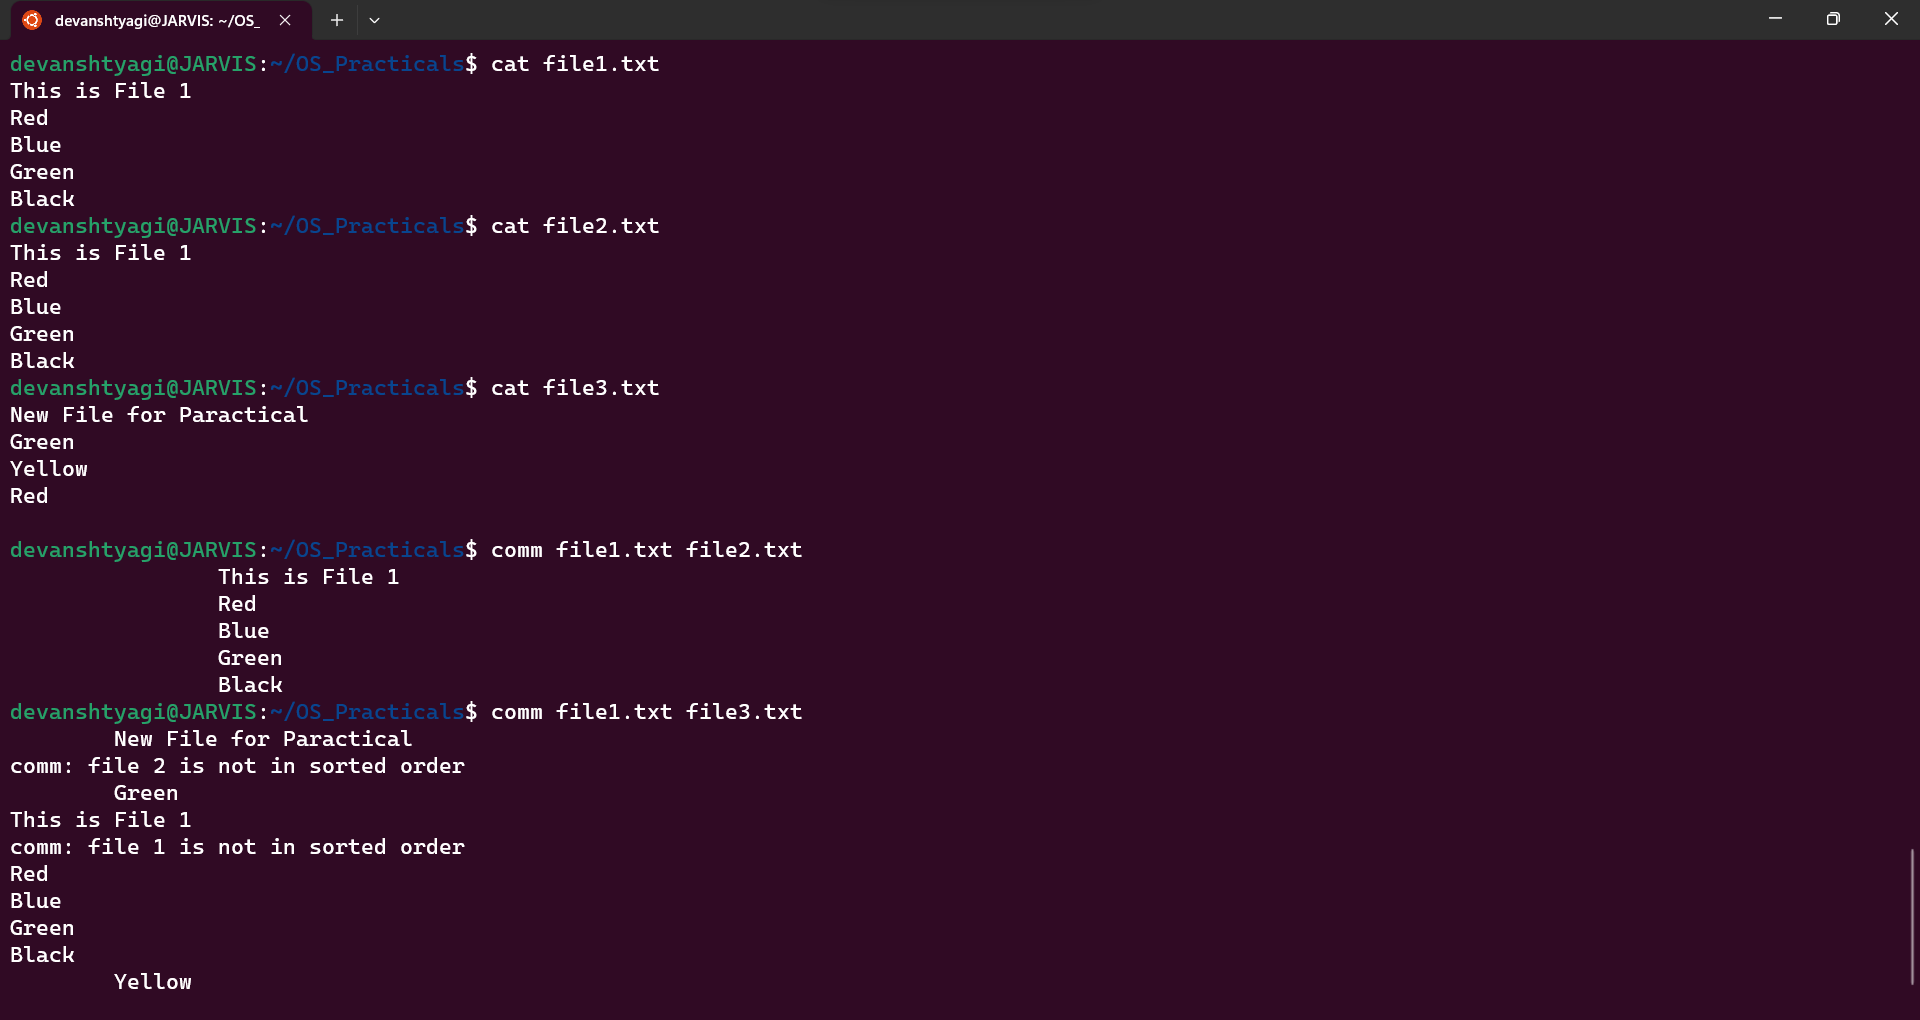 devanshtyagi@JARVIS: ~/OS_
devanshtyagi@JARVIS:~/OS_Practicals$ cat file1.txt
This is File 1
Red
Blue
Green
Black
devanshtyagi@JARVIS:~/OS_Practicals$ cat file2.txt
This is File 1
Red
Blue
Green
Black
devanshtyagi@JARVIS:~/OS_Practicals$ cat file3.txt
New File for Paractical
Green
Yellow
Red

devanshtyagi@JARVIS:~/OS_Practicals$ comm file1.txt file2.txt
                This is File 1
                Red
                Blue
                Green
                Black
devanshtyagi@JARVIS:~/OS_Practicals$ comm file1.txt file3.txt
        New File for Paractical
comm: file 2 is not in sorted order
        Green
This is File 1
comm: file 1 is not in sorted order
Red
Blue
Green
Black
        Yellow